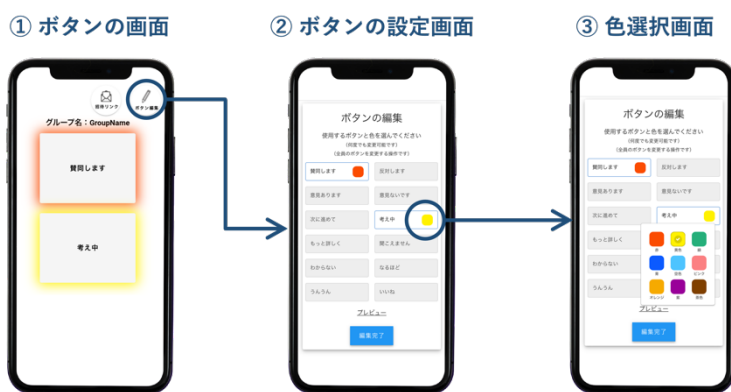 ① ボタンの画面
② ボタンの設定画面
③ 色選択画面
招待リンク
ボタン編集
グループ名：GroupName
賛同します
考え中
ボタンの編集
使用するボタンと色を選んでください
(何度でも変更可能です)
(全員のボタンを変更する操作です)
賛同します
反対します
意見あります
意見ないです
次に進めて
考え中
もっと詳しく
聞こえません
わからない
なるほど
うんうん
いいね
プレビュー
編集完了
ボタンの編集
使用するボタンと色を選んでください
(何度でも変更可能です)
(全員のボタンを変更する操作です)
賛同します
反対します
意見あります
意見ないです
次に進めて
考え中
もっと詳しく
わからない
うんうん
赤
黄色
緑
青
水色
ピンク
オレンジ
紫
茶色
プレビュー
編集完了